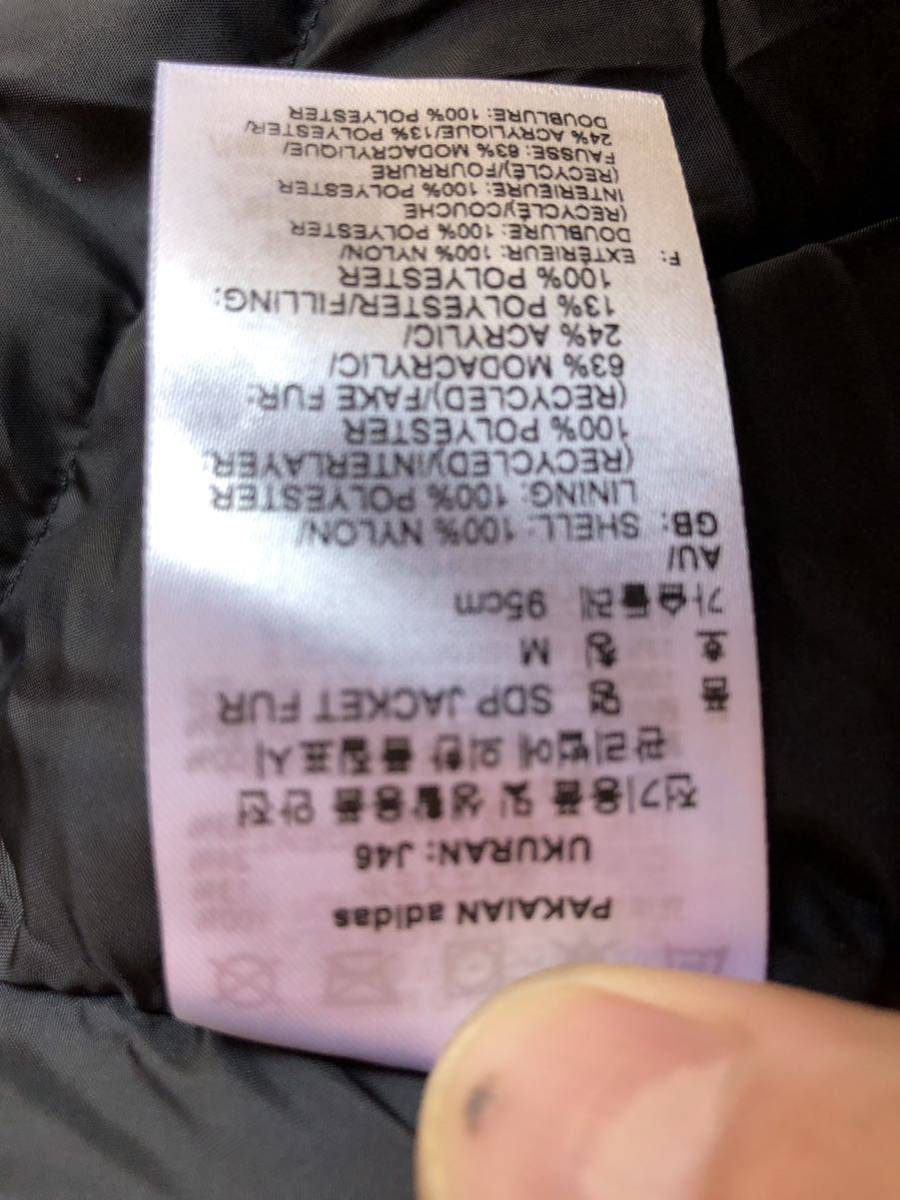 PAKAIAN adidas
UKURAN: J46
전기용품 및 생활용품 안전
관리법에 의한 품질표시
품 명 SDP JACKET FUR
호 칭 M
가슴둘레 95cm
AU/
GB: SHELL: 100% NYLON/
LINING: 100% POLYESTER
(RECYCLED)/INTERLAYER:
100% POLYESTER
(RECYCLED)/FAKE FUR:
63% MODACRYLIC/
24% ACRYLIC/
13% POLYESTER/FILLING:
100% POLYESTER
F: EXTÉRIEUR: 100% NYLON/
DOUBLURE: 100% POLYESTER
(RECYCLÉ)/COUCHE
INTÉRIEURE: 100% POLYESTER
(RECYCLÉ)/FOURRURE
FAUSSE: 63% MODACRYLIQUE/
24% ACRYLIQUE/13% POLYESTER/
DOUBLURE: 100% POLYESTER